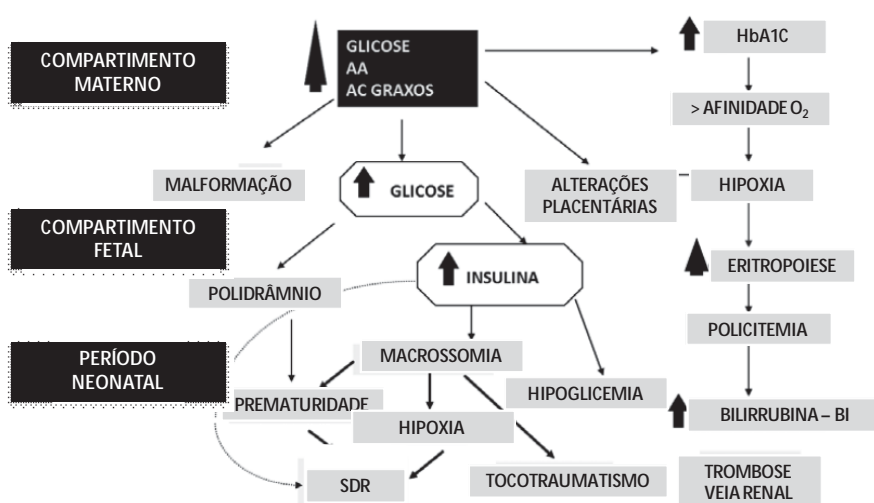 COMPARTIMENTO
MATERNO
GLICOSE
AA
AC GRAXOS
HbA1C
> AFINIDADE O₂
MALFORMAÇÃO
GLICOSE
ALTERAÇÕES
PLACENTÁRIAS
HIPOXIA
COMPARTIMENTO
FETAL
INSULINA
ERITROPOIESE
POLIDRÂMNIO
POLICITEMIA
PERÍODO
NEONATAL
MACROSSOMIA
PREMATURIDADE
HIPOGLICEMIA
HIPOXIA
BILIRRUBINA – BI
SDR
TOCOTRAUMATISMO
TROMBOSE
VEIA RENAL